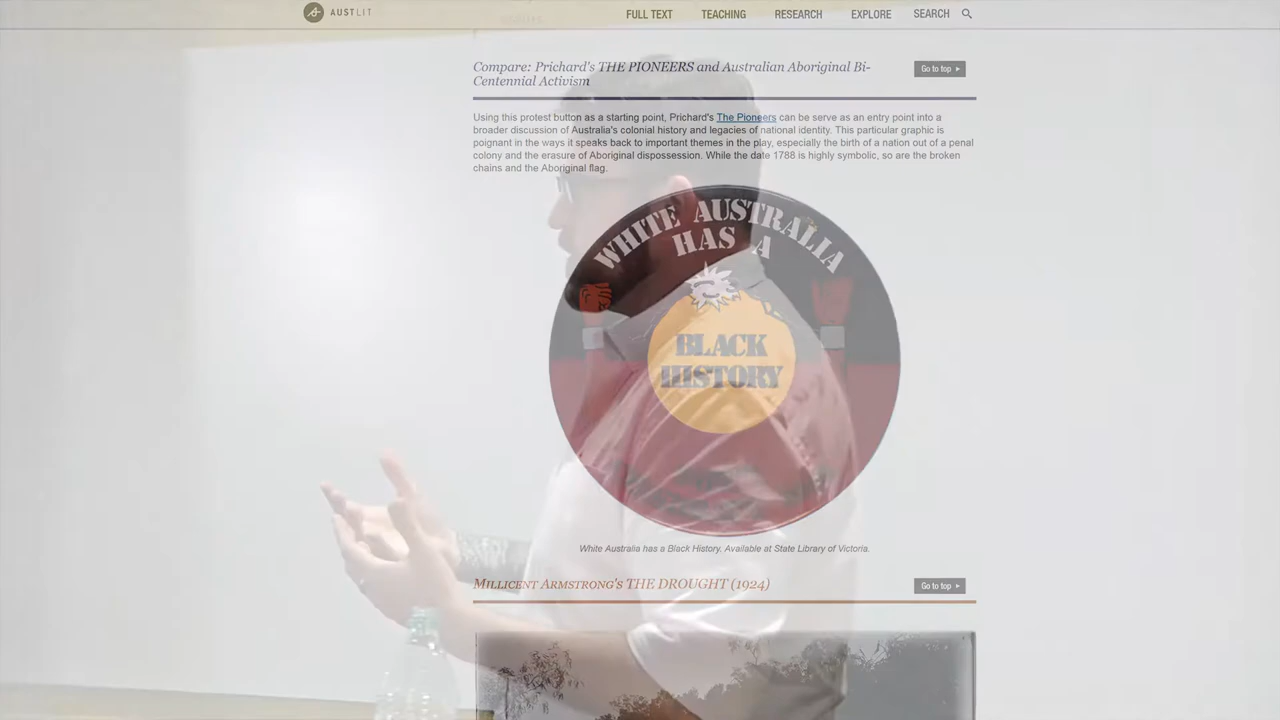 AUSTLIT
FULL TEXT TEACHING RESEARCH EXPLORE SEARCH
Compare: Prichard's THE PIONEERS and Australian Aboriginal Bi-
Centennial Activism
Go to top
Using this protest button as a starting point, Prichard's The Pioneers can be serve as an entry point into a
broader discussion of Australia's colonial history and legacies of national identity. This particular graphic is
poignant in the ways it speaks back to important themes in the play, especially the birth of a nation out of a penal
colony and the erasure of Aboriginal dispossession. While the date 1788 is highly symbolic, so are the broken
chains and the Aboriginal flag.
WHITE AUSTRALIA
HAS A
BLACK
HISTORY
White Australia has a Black History. Available at State Library of Victoria.
MILLICENT ARMSTRONG'S THE DROUGHT (1924)
Go to top